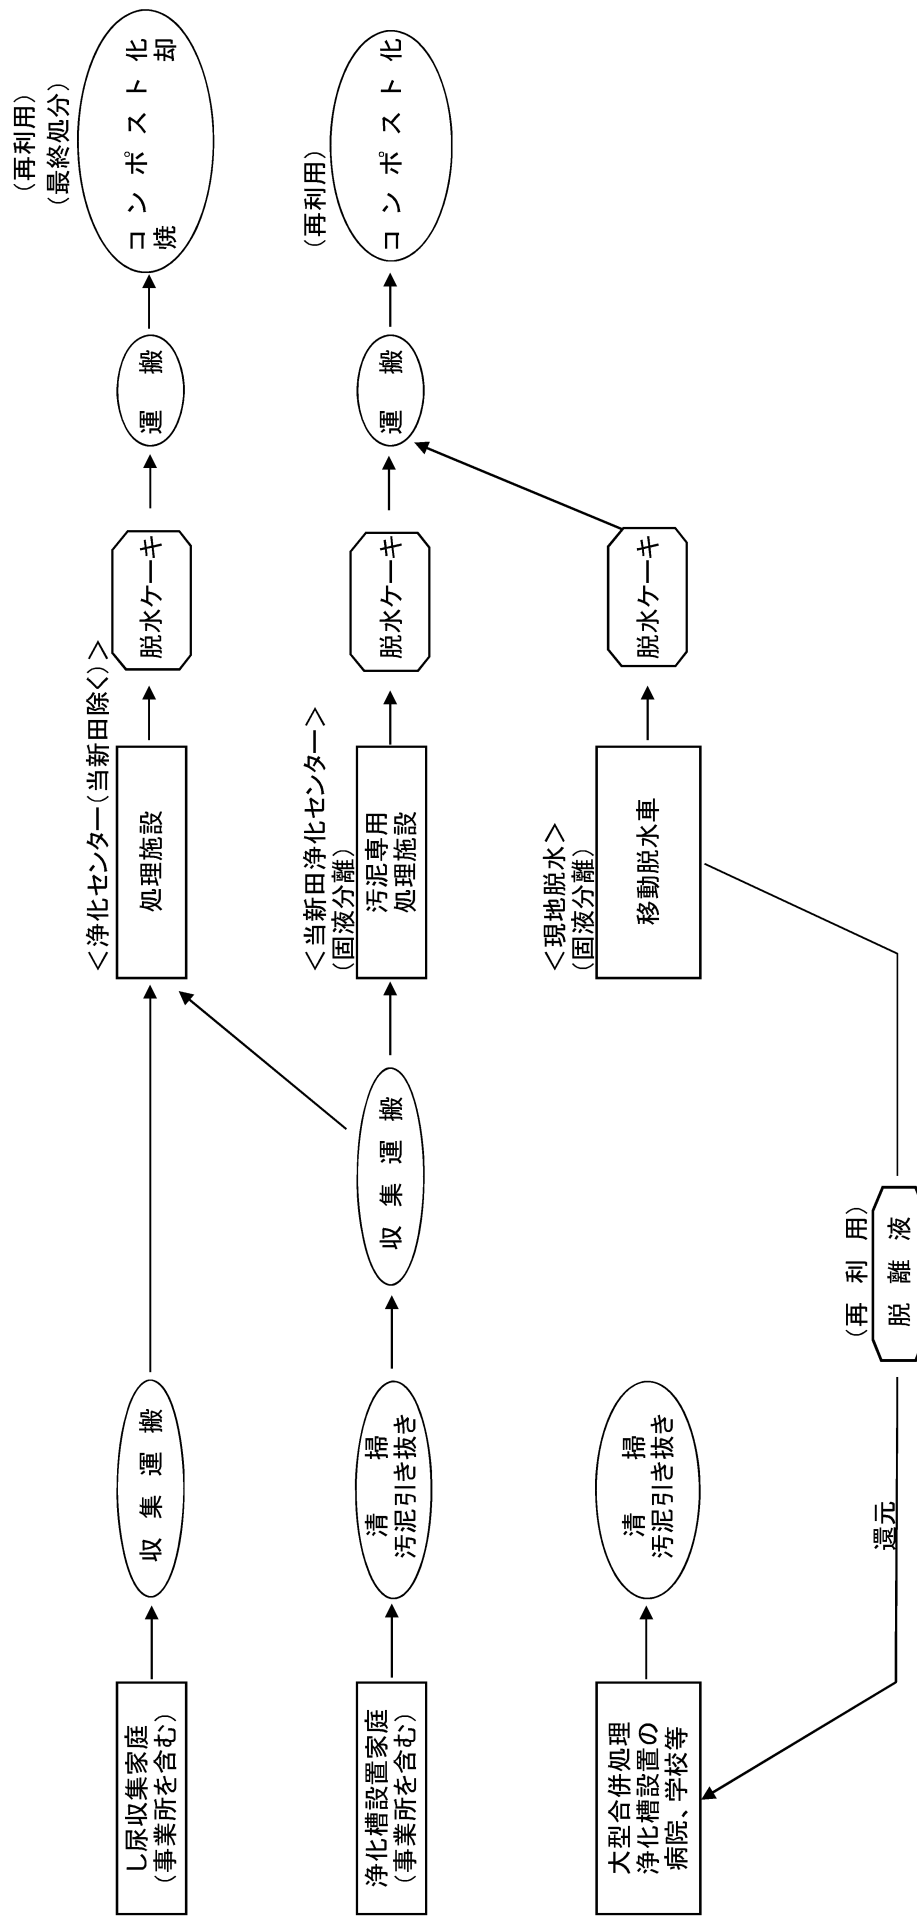 し尿収集家庭
（事業所を含む）
収集運搬
＜浄化センター（当新田除く）＞
処理施設
脱水ケーキ
運搬
（再利用）
（最終処分）
コンポスト化
焼却
浄化槽設置家庭
（事業所を含む）
清掃
汚泥引き抜き
収集運搬
＜当新田浄化センター＞
（固液分離）
汚泥専用
処理施設
脱水ケーキ
運搬
（再利用）
コンポスト化
大型合併処理
浄化槽設置の
病院、学校等
清掃
汚泥引き抜き
＜現地脱水＞
（固液分離）
移動脱水車
脱水ケーキ
還元
（再利用）
脱離液